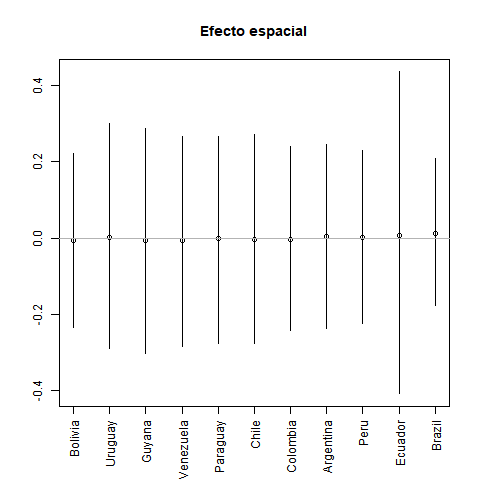 Efecto espacial
0.4
0.2
0.0
-0.2
-0.4
Bolivia
Uruguay
Guyana
Venezuela
Paraguay
Chile
Colombia
Argentina
Peru
Ecuador
Brazil